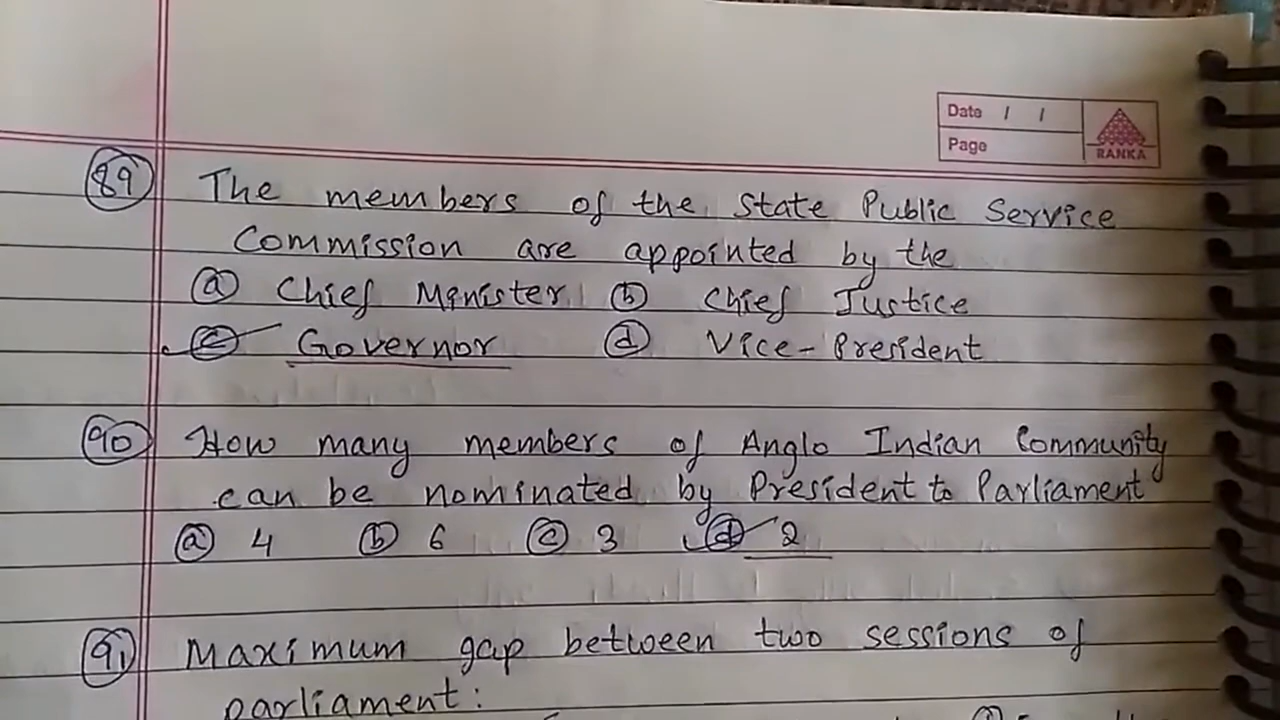 Date / /
Page
RANKA
89 The members of the State Public Service
Commission are appointed by the
a Chief Minister b Chief Justice
c Governor d Vice-President
90 How many members of Anglo Indian Community
can be nominated by President to Parliament
a 4 b 6 c 3 d 2
91 Maximum gap between two sessions of
parliament: